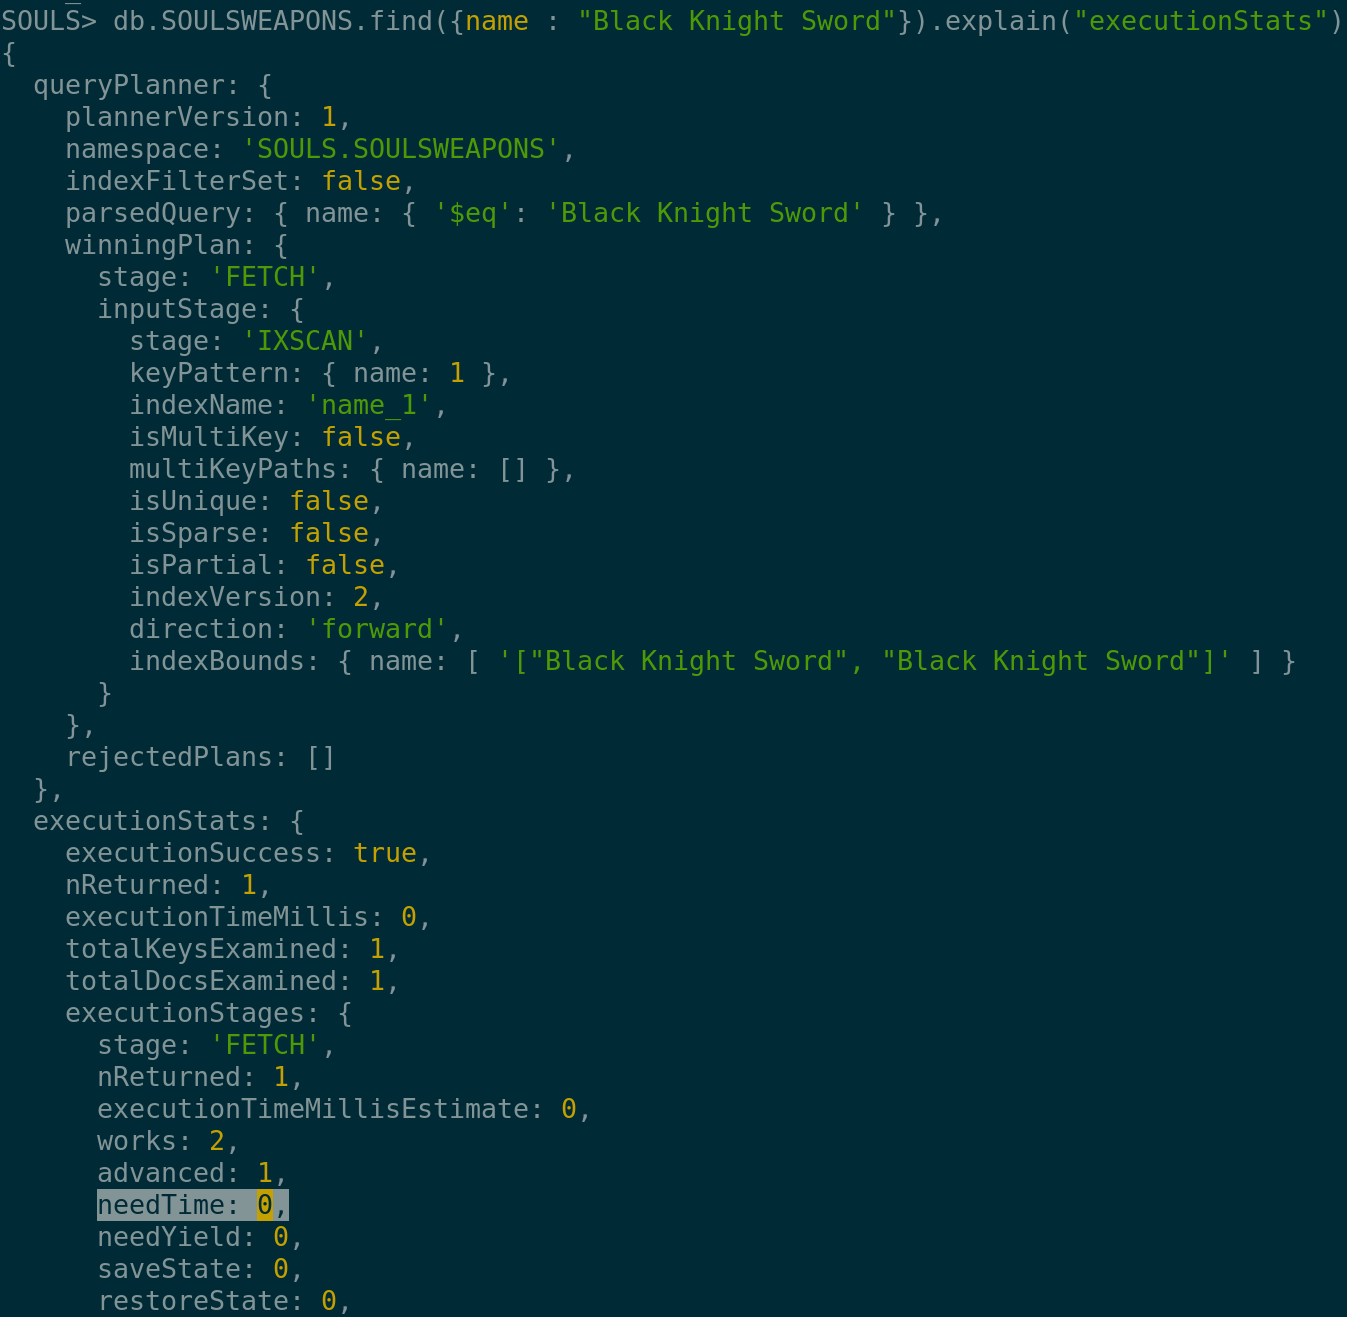 SOULS> db.SOULSWEAPONS.find({name : "Black Knight Sword"}).explain("executionStats")
{
  queryPlanner: {
    plannerVersion: 1,
    namespace: 'SOULS.SOULSWEAPONS',
    indexFilterSet: false,
    parsedQuery: { name: { '$eq': 'Black Knight Sword' } },
    winningPlan: {
      stage: 'FETCH',
      inputStage: {
        stage: 'IXSCAN',
        keyPattern: { name: 1 },
        indexName: 'name_1',
        isMultiKey: false,
        multiKeyPaths: { name: [] },
        isUnique: false,
        isSparse: false,
        isPartial: false,
        indexVersion: 2,
        direction: 'forward',
        indexBounds: { name: [ '["Black Knight Sword", "Black Knight Sword"]' ] }
      }
    },
    rejectedPlans: []
  },
  executionStats: {
    executionSuccess: true,
    nReturned: 1,
    executionTimeMillis: 0,
    totalKeysExamined: 1,
    totalDocsExamined: 1,
    executionStages: {
      stage: 'FETCH',
      nReturned: 1,
      executionTimeMillisEstimate: 0,
      works: 2,
      advanced: 1,
      needTime: 0,
      needYield: 0,
      saveState: 0,
      restoreState: 0,